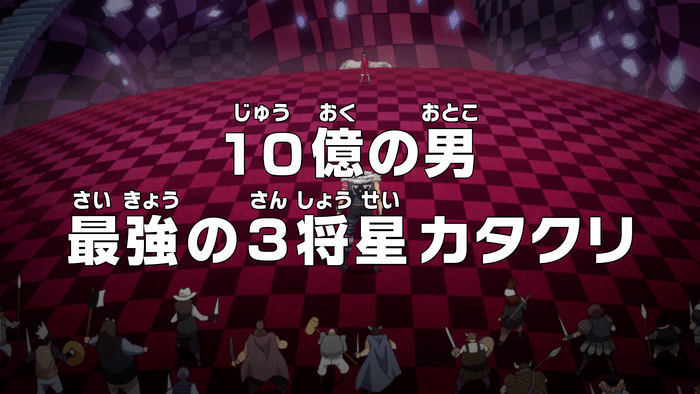 じゅう おく おとこ
10億の男
さい きょう さん しょう せい
最強の3将星カタクリ